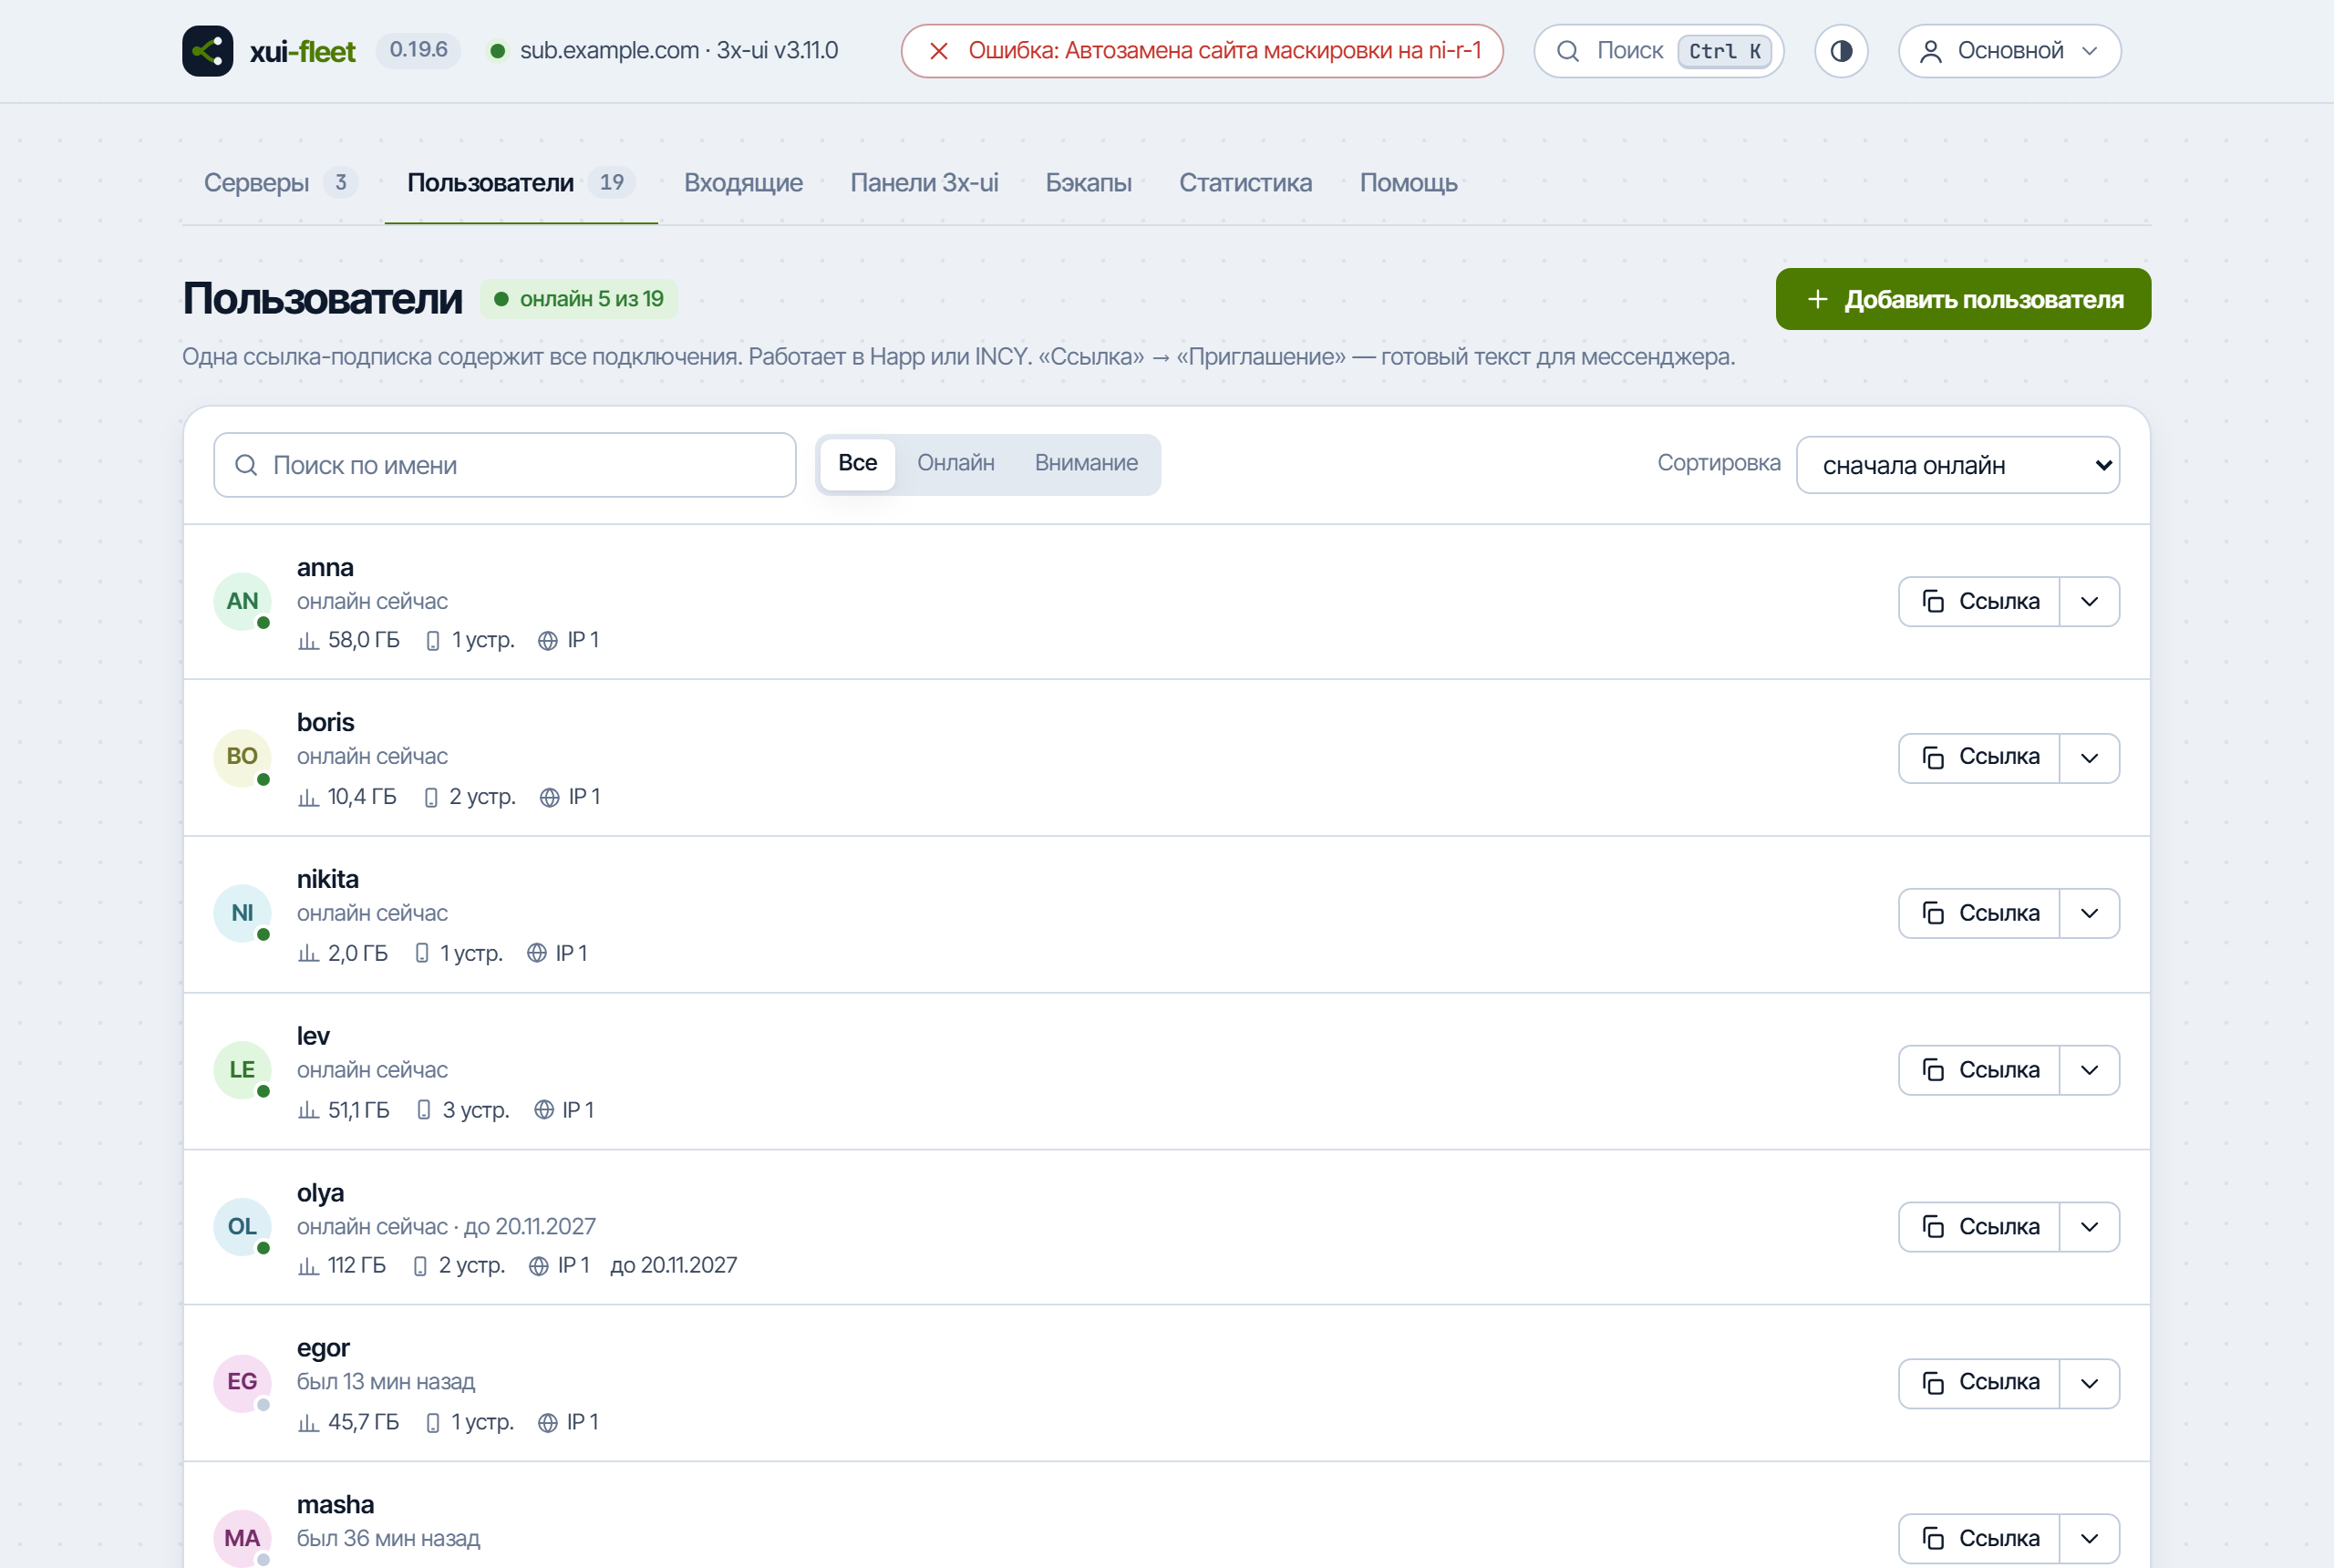 xui-fleet 0.19.6 sub.example.com · 3x-ui v3.11.0 Ошибка: Автозамена сайта маскировки на ni-r-1 Поиск Ctrl K Основной
Серверы 3 Пользователи 19 Входящие Панели 3x-ui Бэкапы Статистика Помощь
Пользователи онлайн 5 из 19 Добавить пользователя
Одна ссылка-подписка содержит все подключения. Работает в Happ или INCY. «Ссылка» → «Приглашение» — готовый текст для мессенджера.
Поиск по имени Все Онлайн Внимание Сортировка сначала онлайн
anna
AN онлайн сейчас Ссылка
58,0 ГБ 1 устр. IP 1
boris
BO онлайн сейчас Ссылка
10,4 ГБ 2 устр. IP 1
nikita
NI онлайн сейчас Ссылка
2,0 ГБ 1 устр. IP 1
lev
LE онлайн сейчас Ссылка
51,1 ГБ 3 устр. IP 1
olya
OL онлайн сейчас · до 20.11.2027 Ссылка
112 ГБ 2 устр. IP 1 до 20.11.2027
egor
EG был 13 мин назад Ссылка
45,7 ГБ 1 устр. IP 1
masha
MA был 36 мин назад Ссылка